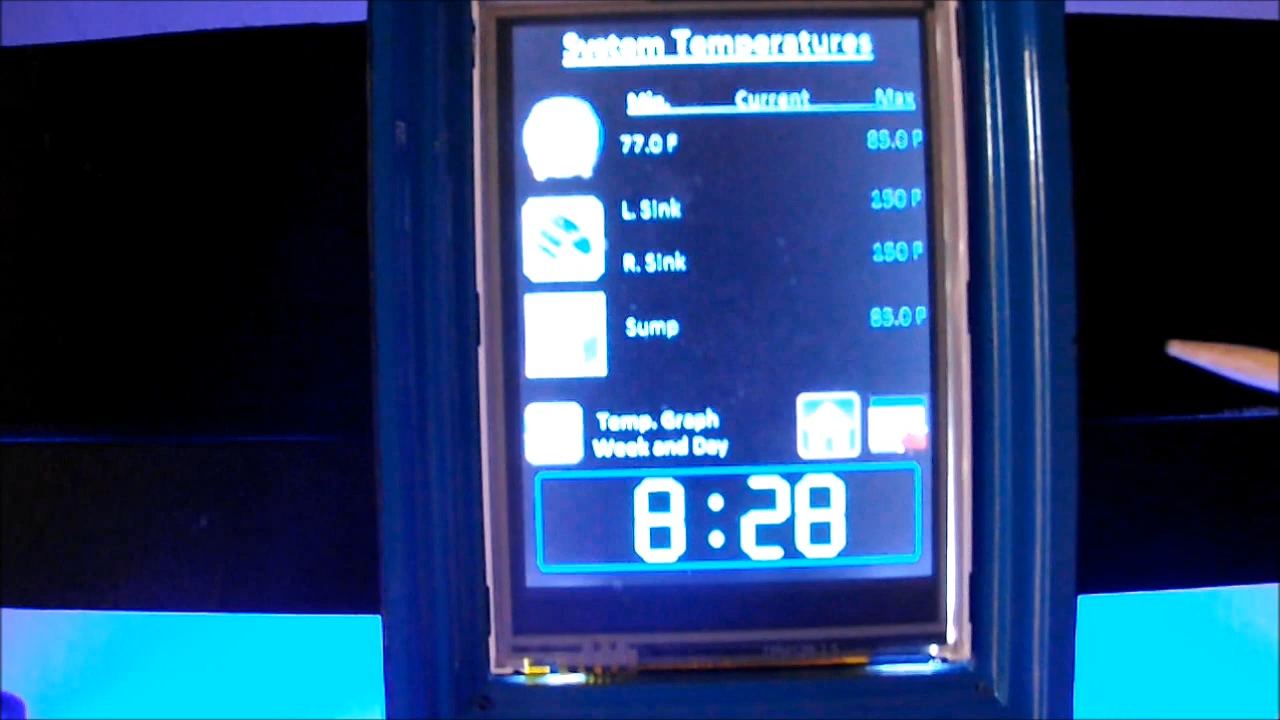 System Temperatures
Min. Current Max
77.0 F 85.0 F
L. Sink 150 F
R. Sink 150 F
Sump 85.0 F
Temp. Graph
Week and Day
8:28